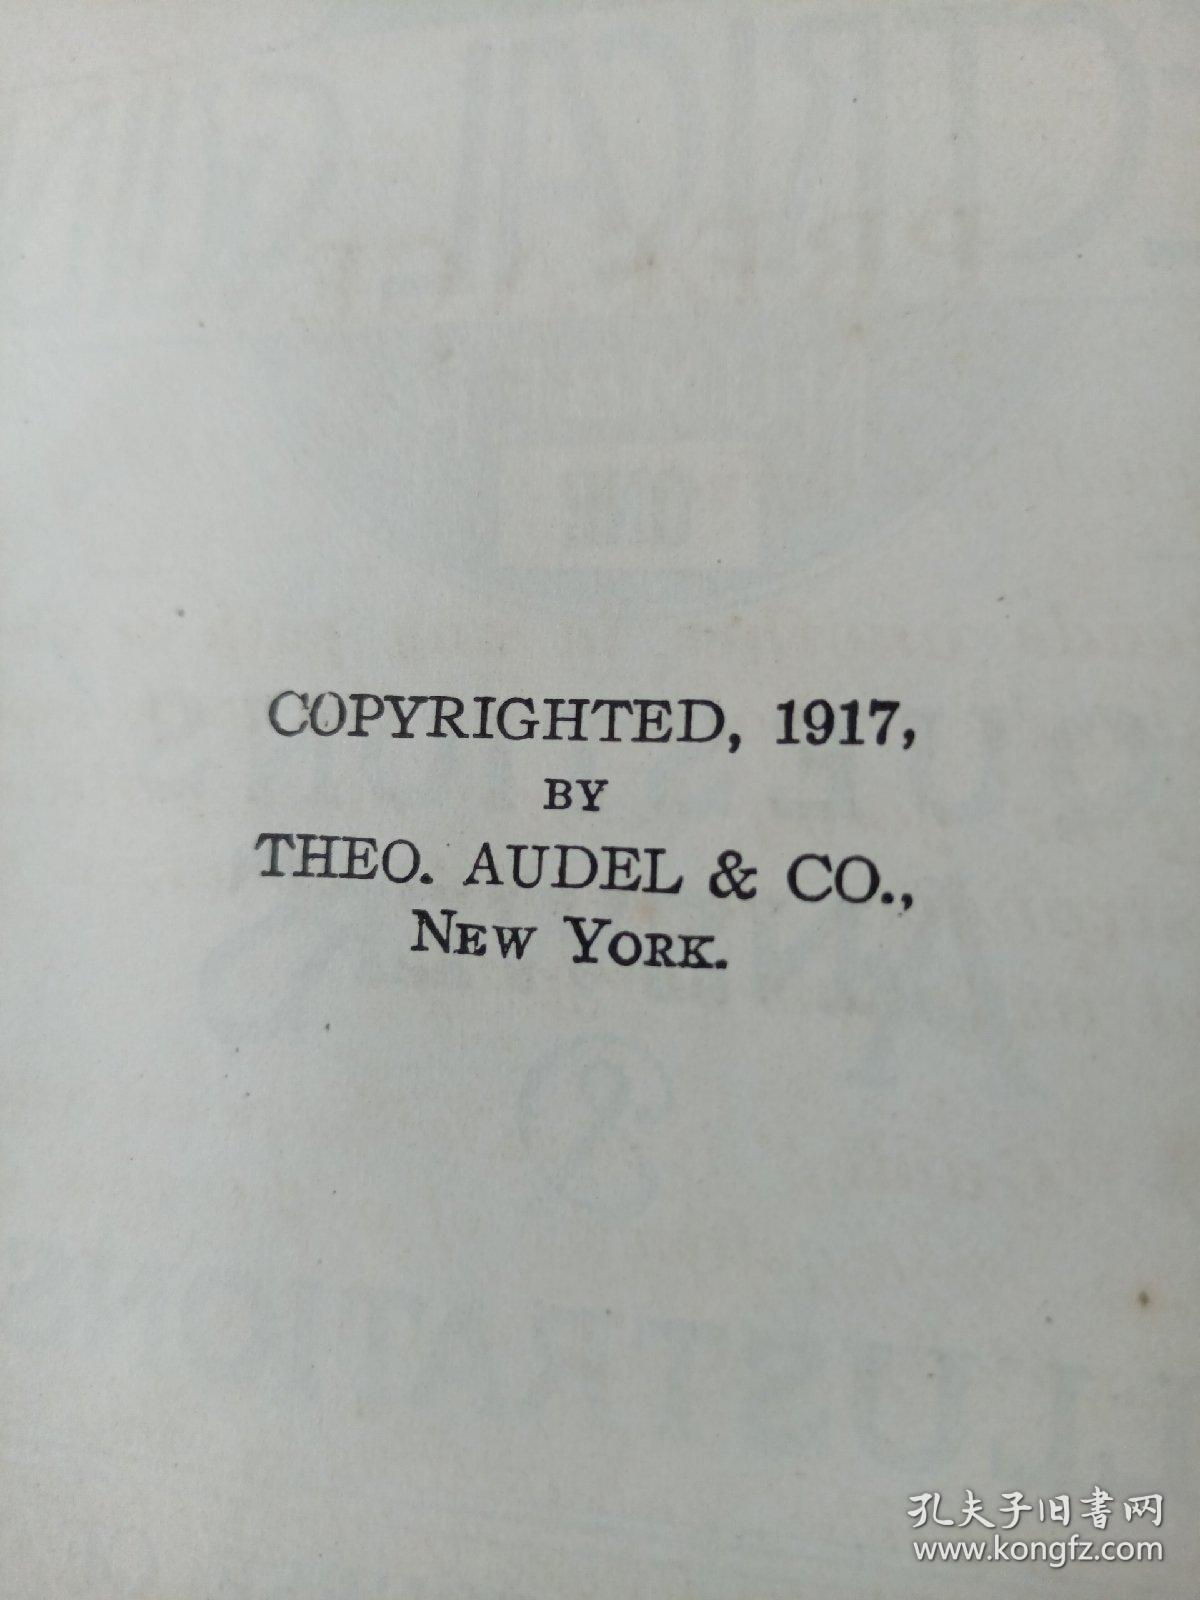 COPYRIGHTED, 1917,
BY
THEO. AUDEL & CO.,
NEW YORK.
孔夫子旧书网
www.kongfz.com